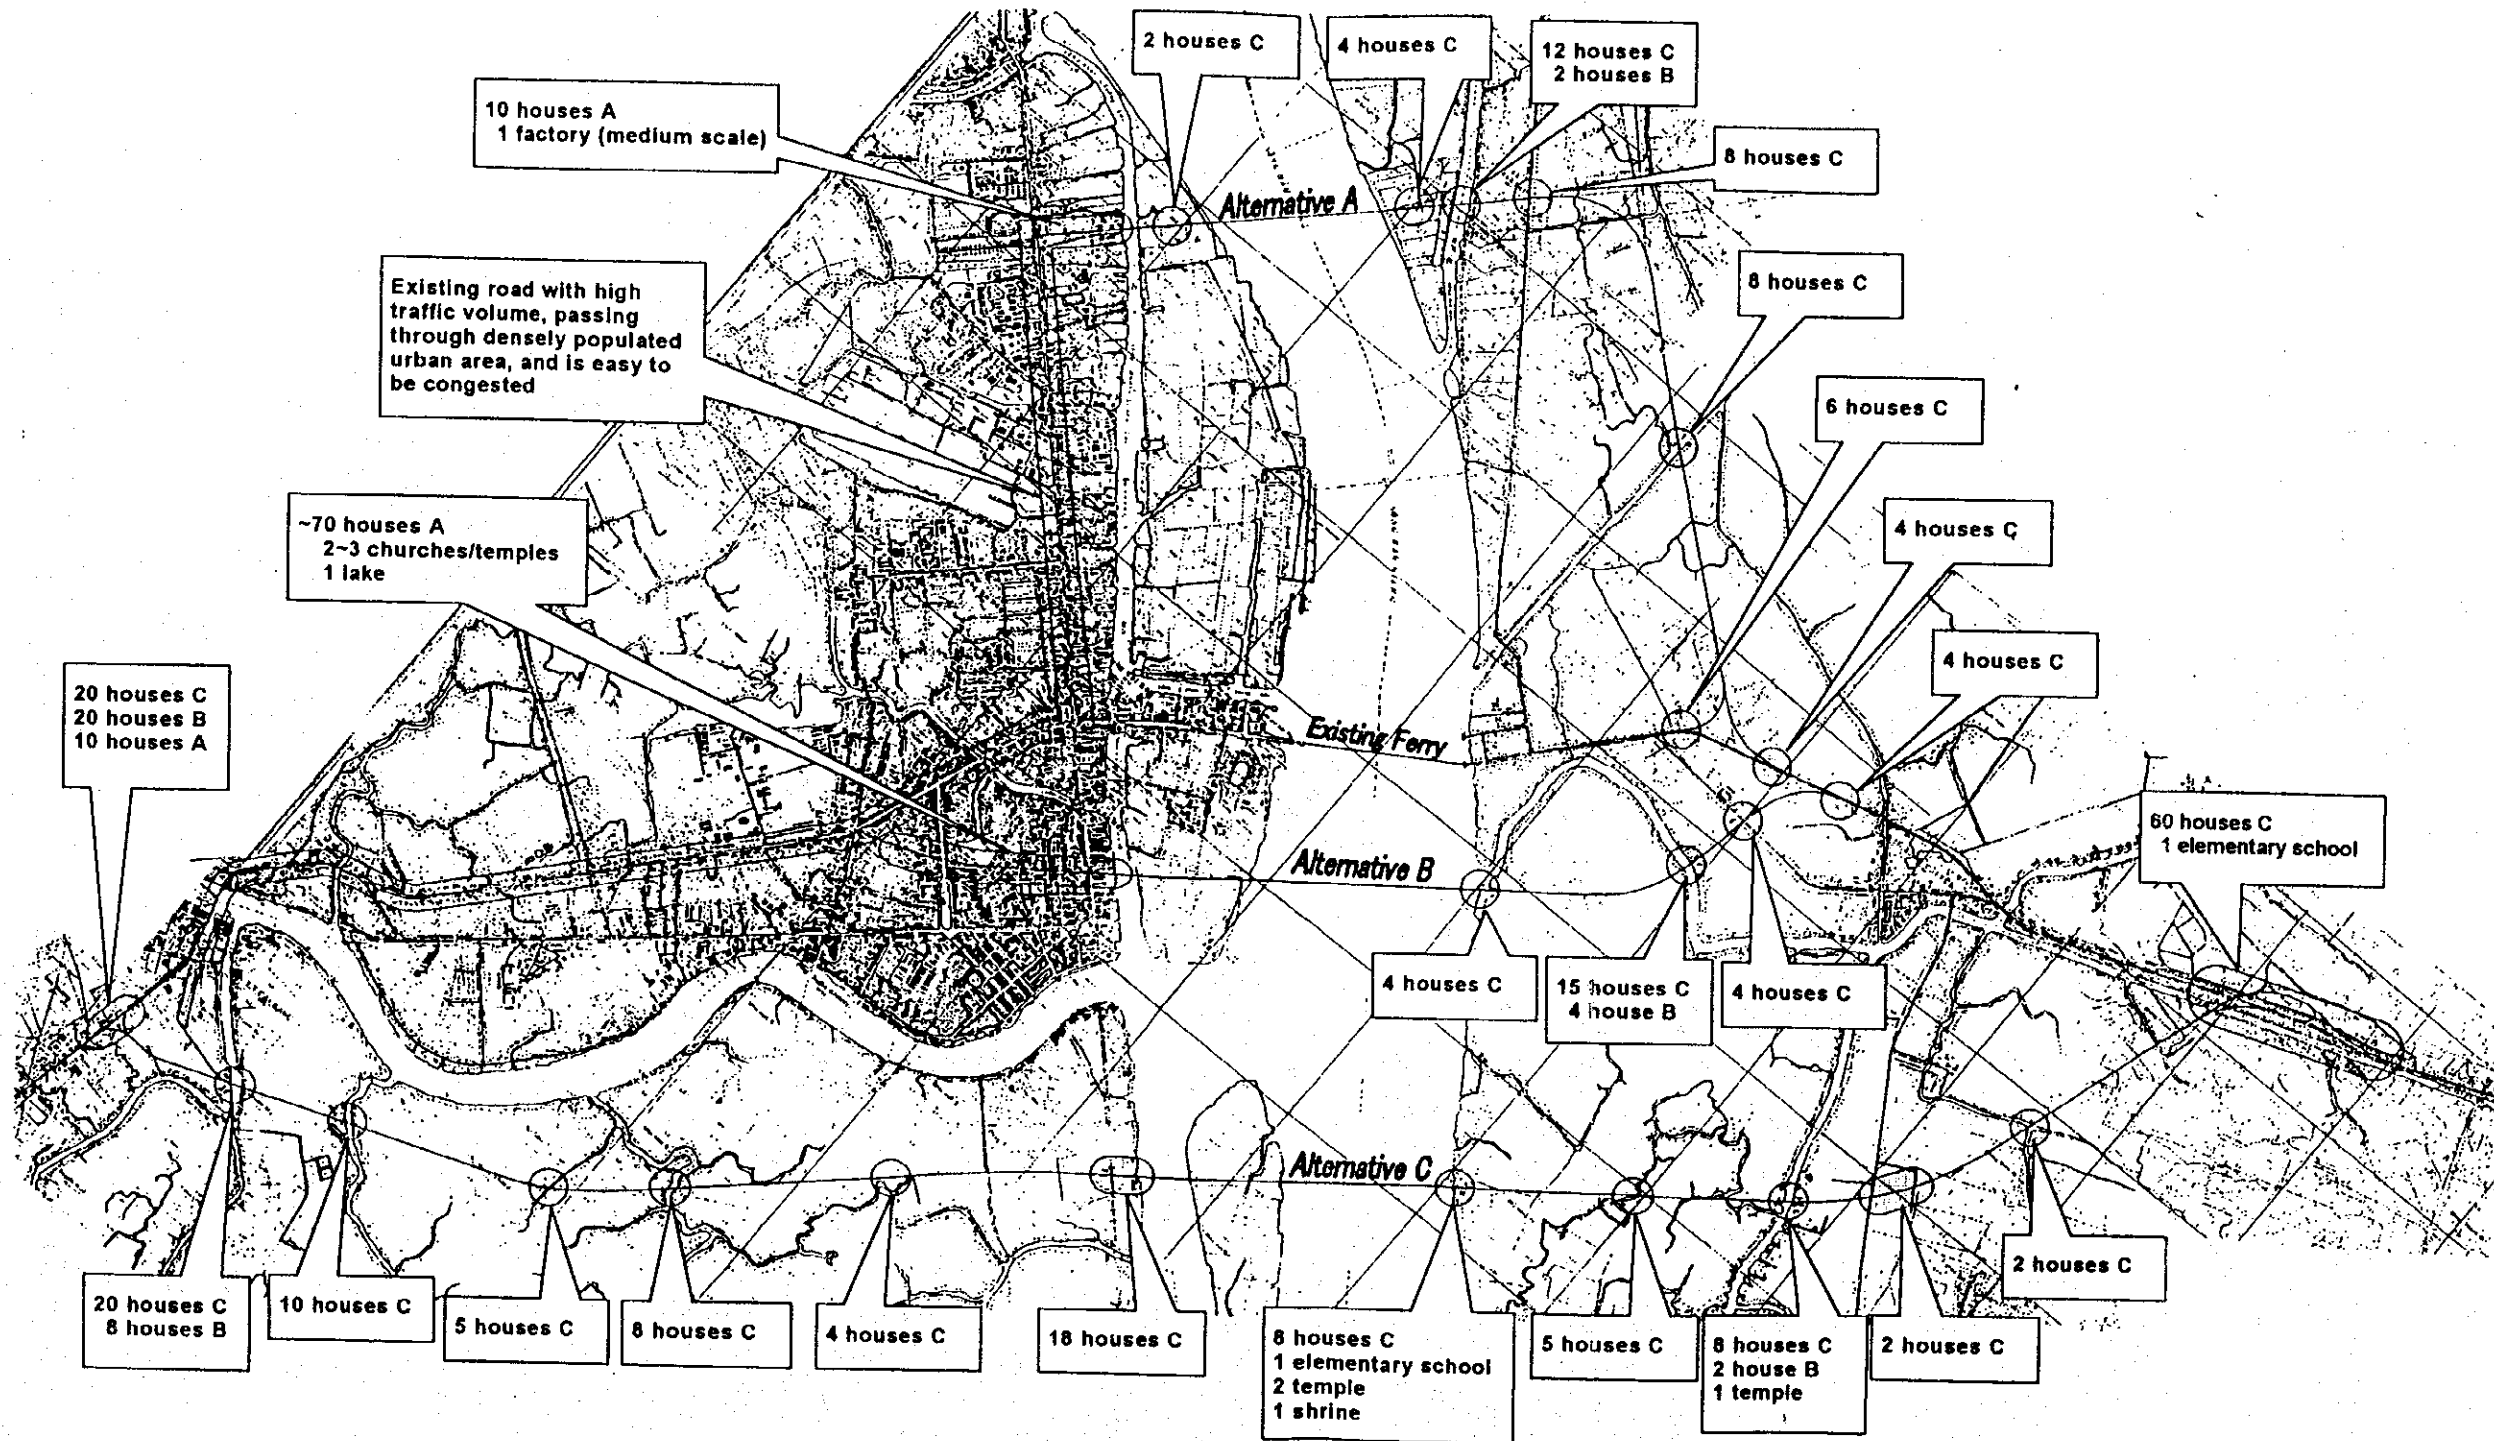 2 houses C
4 houses C
12 houses C
2 houses B
10 houses A
1 factory (medium scale)
8 houses C
Alternative A
Existing road with high
traffic volume, passing
through densely populated
urban area, and is easy to
be congested
8 houses C
6 houses C
~70 houses A
2~3 churches/temples
1 lake
4 houses C
4 houses C
20 houses C
20 houses B
10 houses A
Existing Ferry
60 houses C
1 elementary school
Alternative B
4 houses C
15 houses C
4 house B
4 houses C
Alternative C
2 houses C
20 houses C
8 houses B
10 houses C
5 houses C
8 houses C
4 houses C
18 houses C
8 houses C
1 elementary school
2 temple
1 shrine
5 houses C
8 houses C
2 house B
1 temple
2 houses C